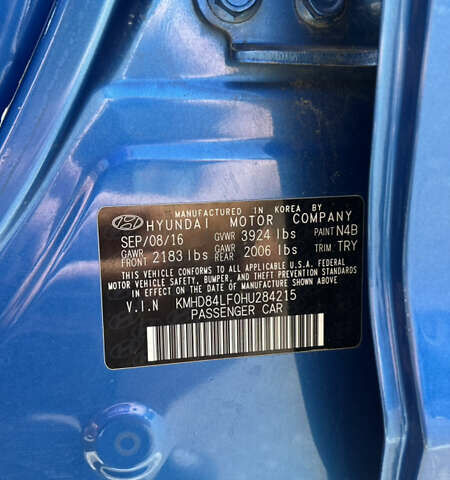 MANUFACTURED IN KOREA BY
HYUNDAI MOTOR COMPANY
SEP/08/16 GVWR 3924 lbs PAINT N4B
GAWR FRONT 2183 lbs GAWR REAR 2006 lbs TRIM TRY
THIS VEHICLE CONFORMS TO ALL APPLICABLE U.S.A. FEDERAL
MOTOR VEHICLE SAFETY, BUMPER, AND THEFT
PREVENTION STANDARDS IN EFFECT ON THE DATE OF MANUFACTURE SHOWN ABOVE.
V.I.N KMHD84LF0HU284215
PASSENGER CAR